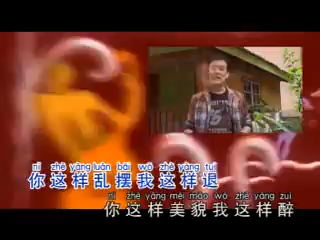 nǐ zhè yàng luàn bǎi wǒ zhè yàng tuì
你这样乱摆我这样退
nǐ zhè yàng měi mào wǒ zhè yàng zuì
你这样美貌我这样醉